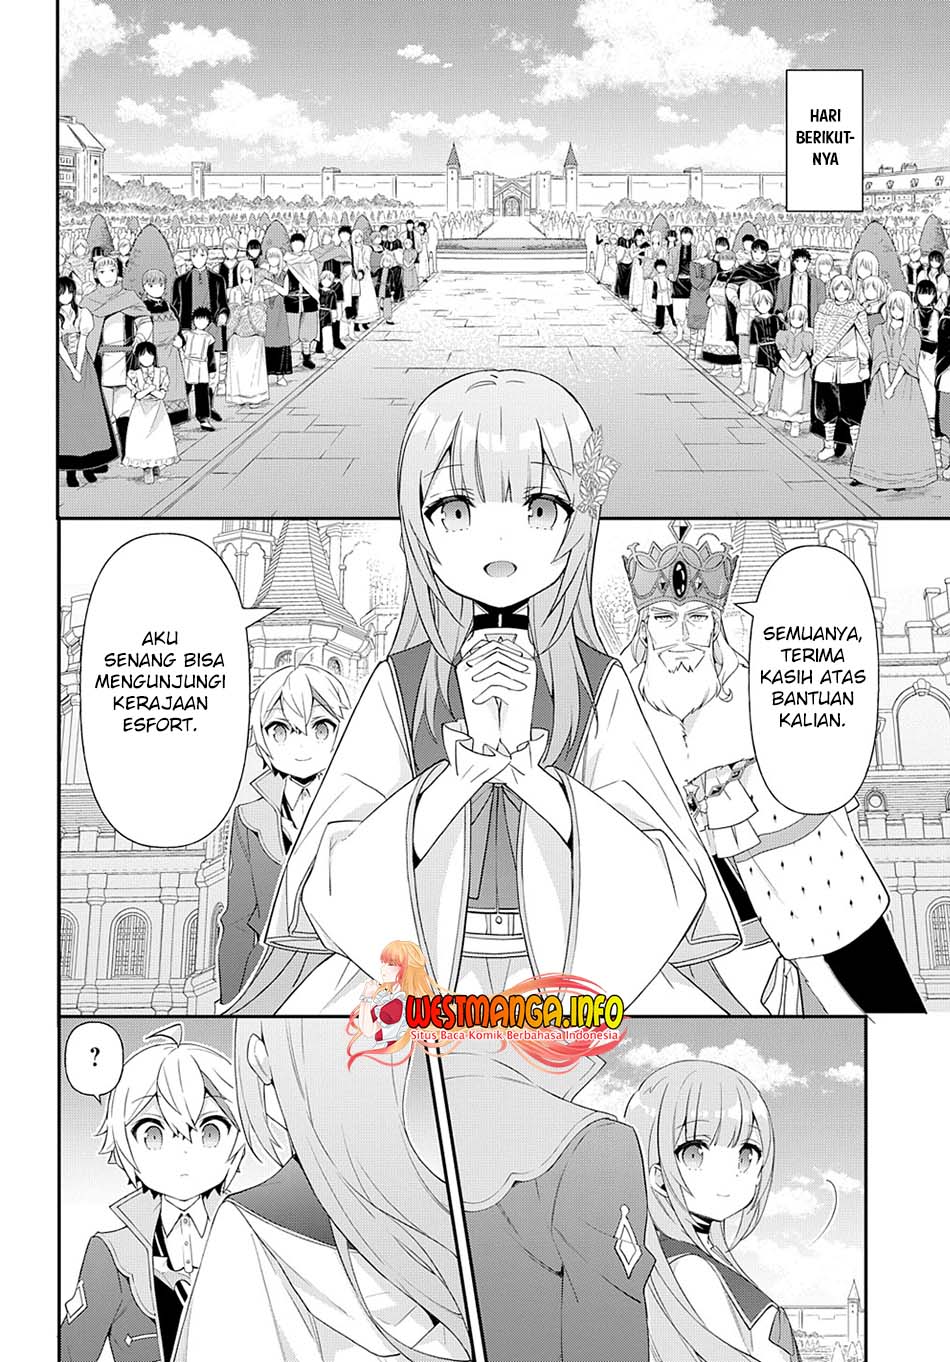 HARI
BERIKUT-
NYA
SEMUANYA,
TERIMA
KASIH ATAS
BANTUAN
KALIAN.
AKU
SENANG BISA
MENGUNJUNGI
KERAJAAN
ESFORT.
WESTMANGA.INFO
Situs Baca Komik Berbahasa Indonesia
?